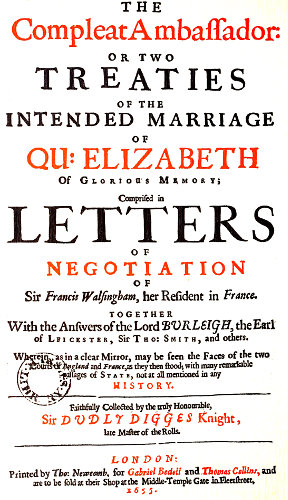 THE
Compleat Ambaſſador:
OR TWO
TREATIES
OF THE
INTENDED MARRIAGE
OF
QU: ELIZABETH
Of GLORIOUS MEMORY;
Compriſed in
LETTERS
OF
NEGOTIATION
OF
Sir Francis Walſingham, her Reſident in France.
TOGETHER
With the Anſwers of the Lord BURLEIGH, the Earl
of LEICESTER, Sir THO: SMITH, and others.
Wherein, as in a clear Mirror, may be ſeen the Faces of the two
Courts of England and France, as they then ſtood; with many remarkable
paſſages of STATE, not at all mentioned in any
HISTORY.
Faithfully Collected by the truly Honourable,
Sir DUDLY DIGGES Knight,
late Maſter of the Rolls.
LONDON:
Printed by Tho: Newcomb, for Gabriel Bedell and Thomas Collins, and
are to be ſold at their Shop at the Middle-Temple Gate in Fleetſtreet,
1655.